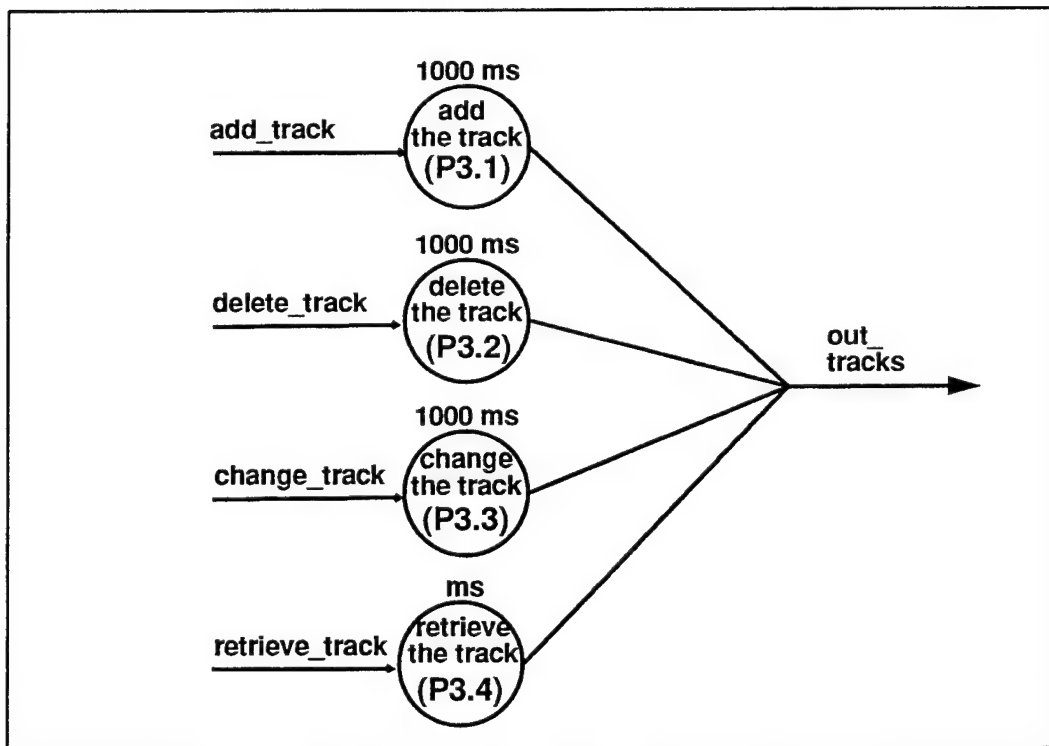 1000 ms
add_track
add
the track
(P3.1)
1000 ms
delete_track
delete
the track
(P3.2)
out_
tracks
1000 ms
change_track
change
the track
(P3.3)
ms
retrieve_track
retrieve
the track
(P3.4)